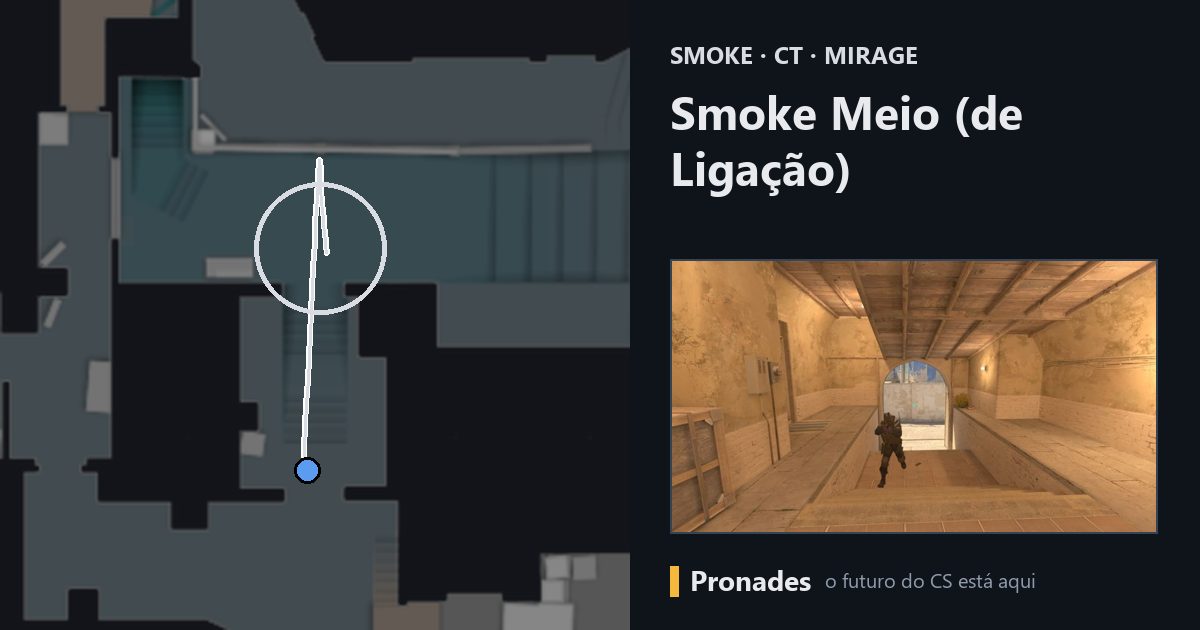 SMOKE · CT · MIRAGE
Smoke Meio (de
Ligação)
Pronades o futuro do CS está aqui